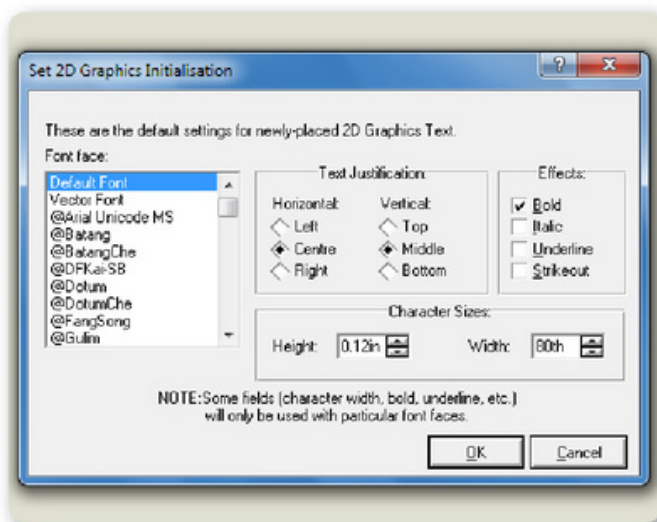 Set 2D Graphics Initialisation
These are the default settings for newly-placed 2D Graphics Text.
Font face:
Default Font
Vector Font
@Arial Unicode MS
@Batang
@BatangChe
@DFKai-SB
@Dotum
@DotumChe
@FangSong
@Gulim
Text Justification:
Horizontal: Vertical:
Left Top
Centre Middle
Right Bottom
Effects:
Bold
Italic
Underline
Strikeout
Character Sizes:
Height: 0.12in Width: 80th
NOTE:Some fields (character width, bold, underline, etc.)
will only be used with particular font faces.
OK Cancel